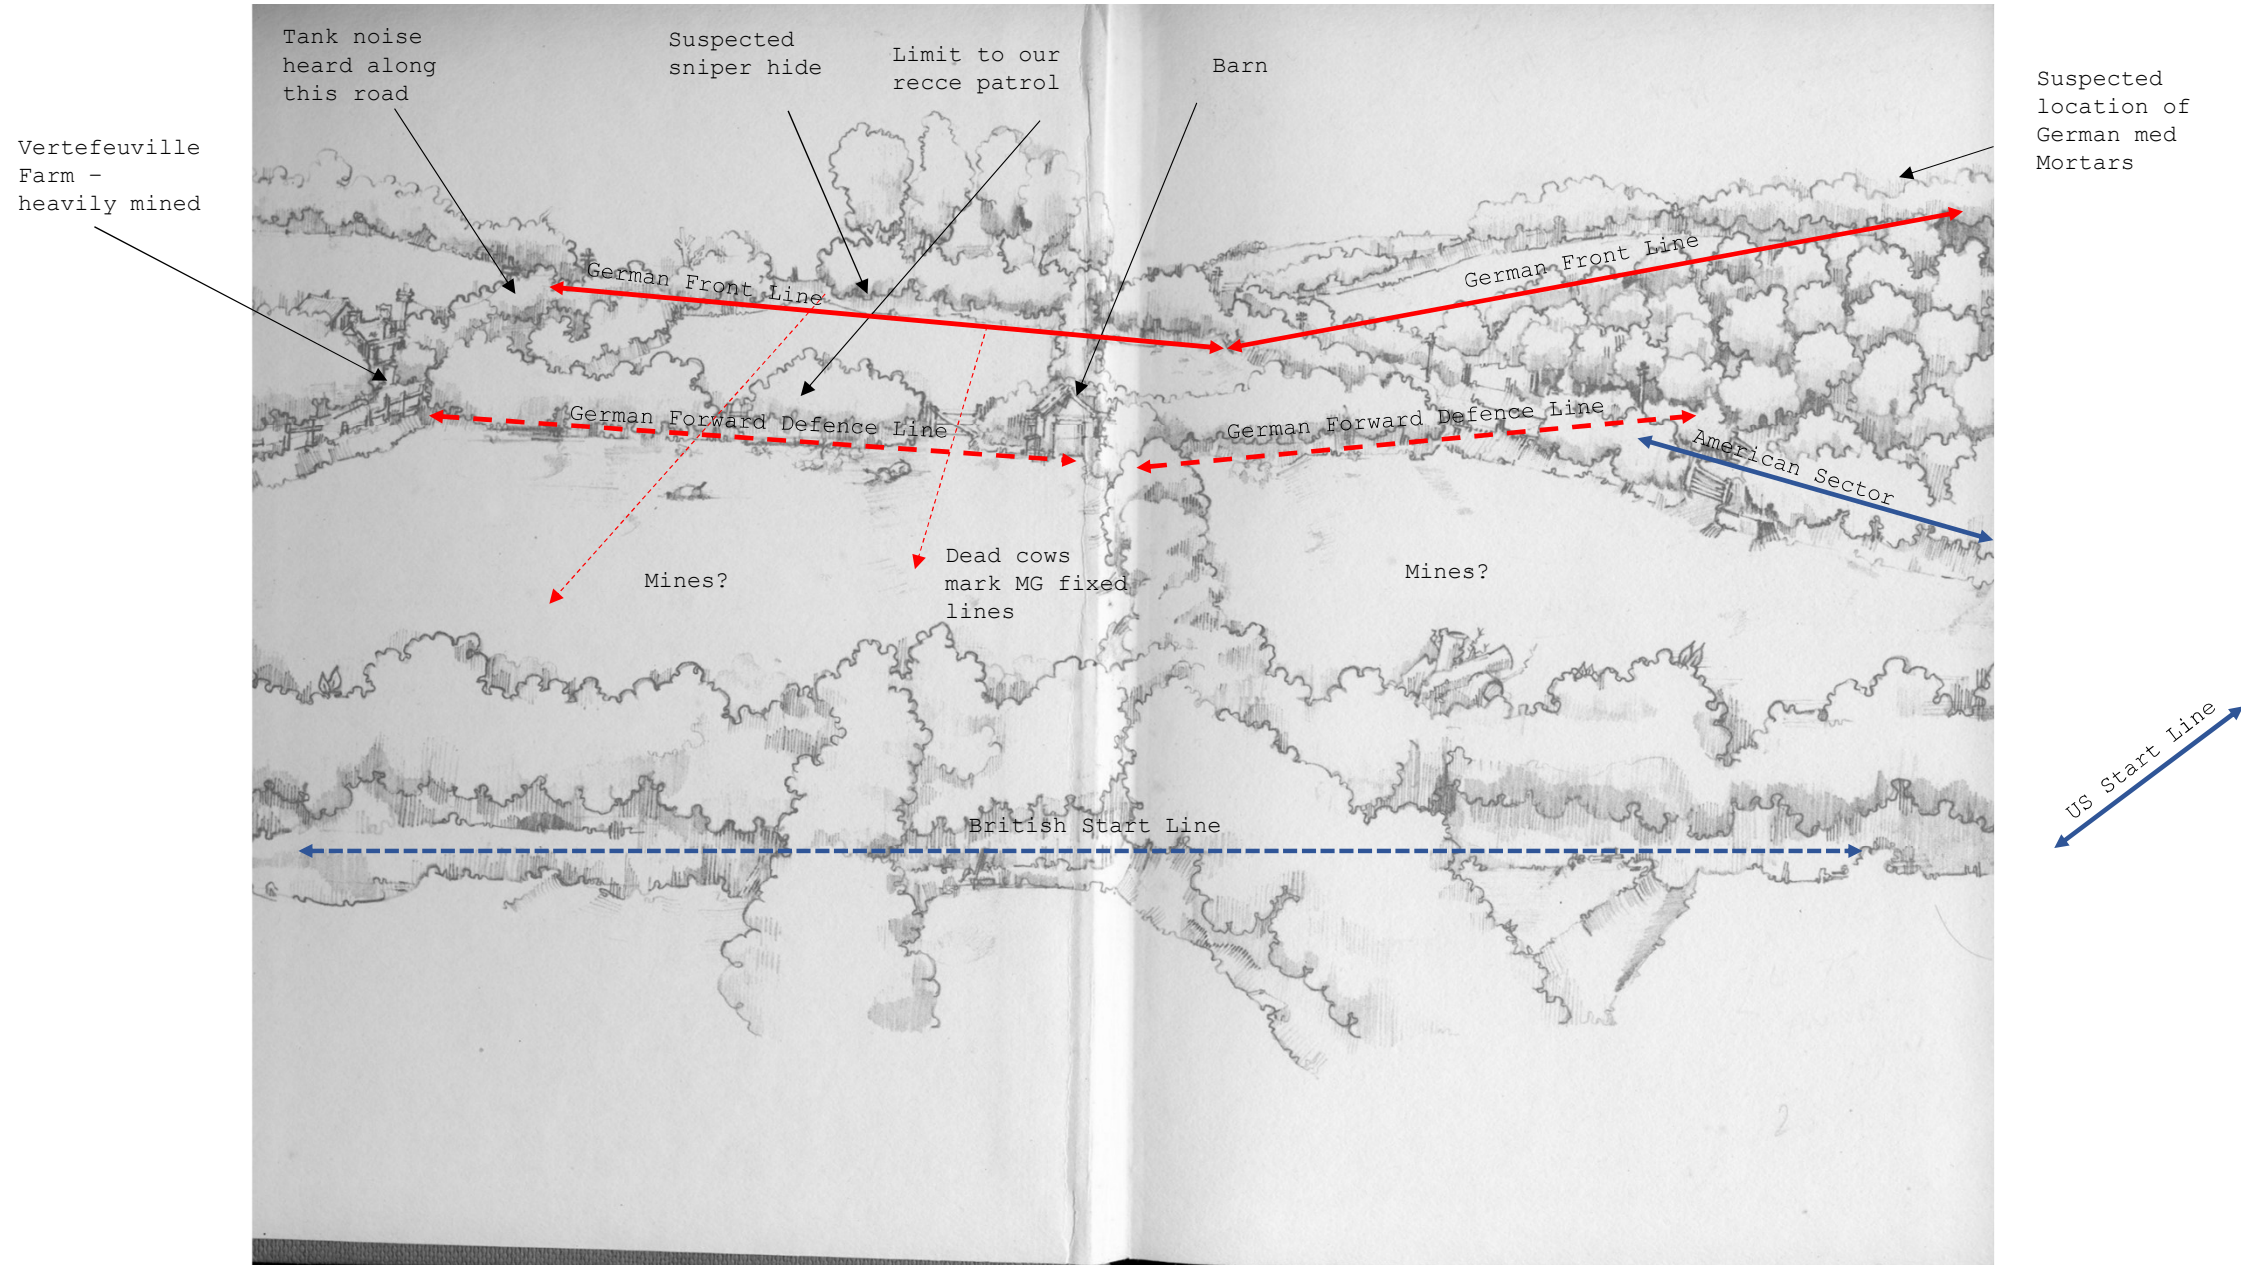 Tank noise
heard along
this road
Suspected
sniper hide
Limit to our
recce patrol
Barn
Suspected
location of
German med
Mortars
Vertefeuville
Farm –
heavily mined
German Front Line
German Front Line
German Forward Defence Line
German Forward Defence Line
American Sector
Mines?
Dead cows
mark MG fixed
lines
Mines?
US Start Line
British Start Line
2